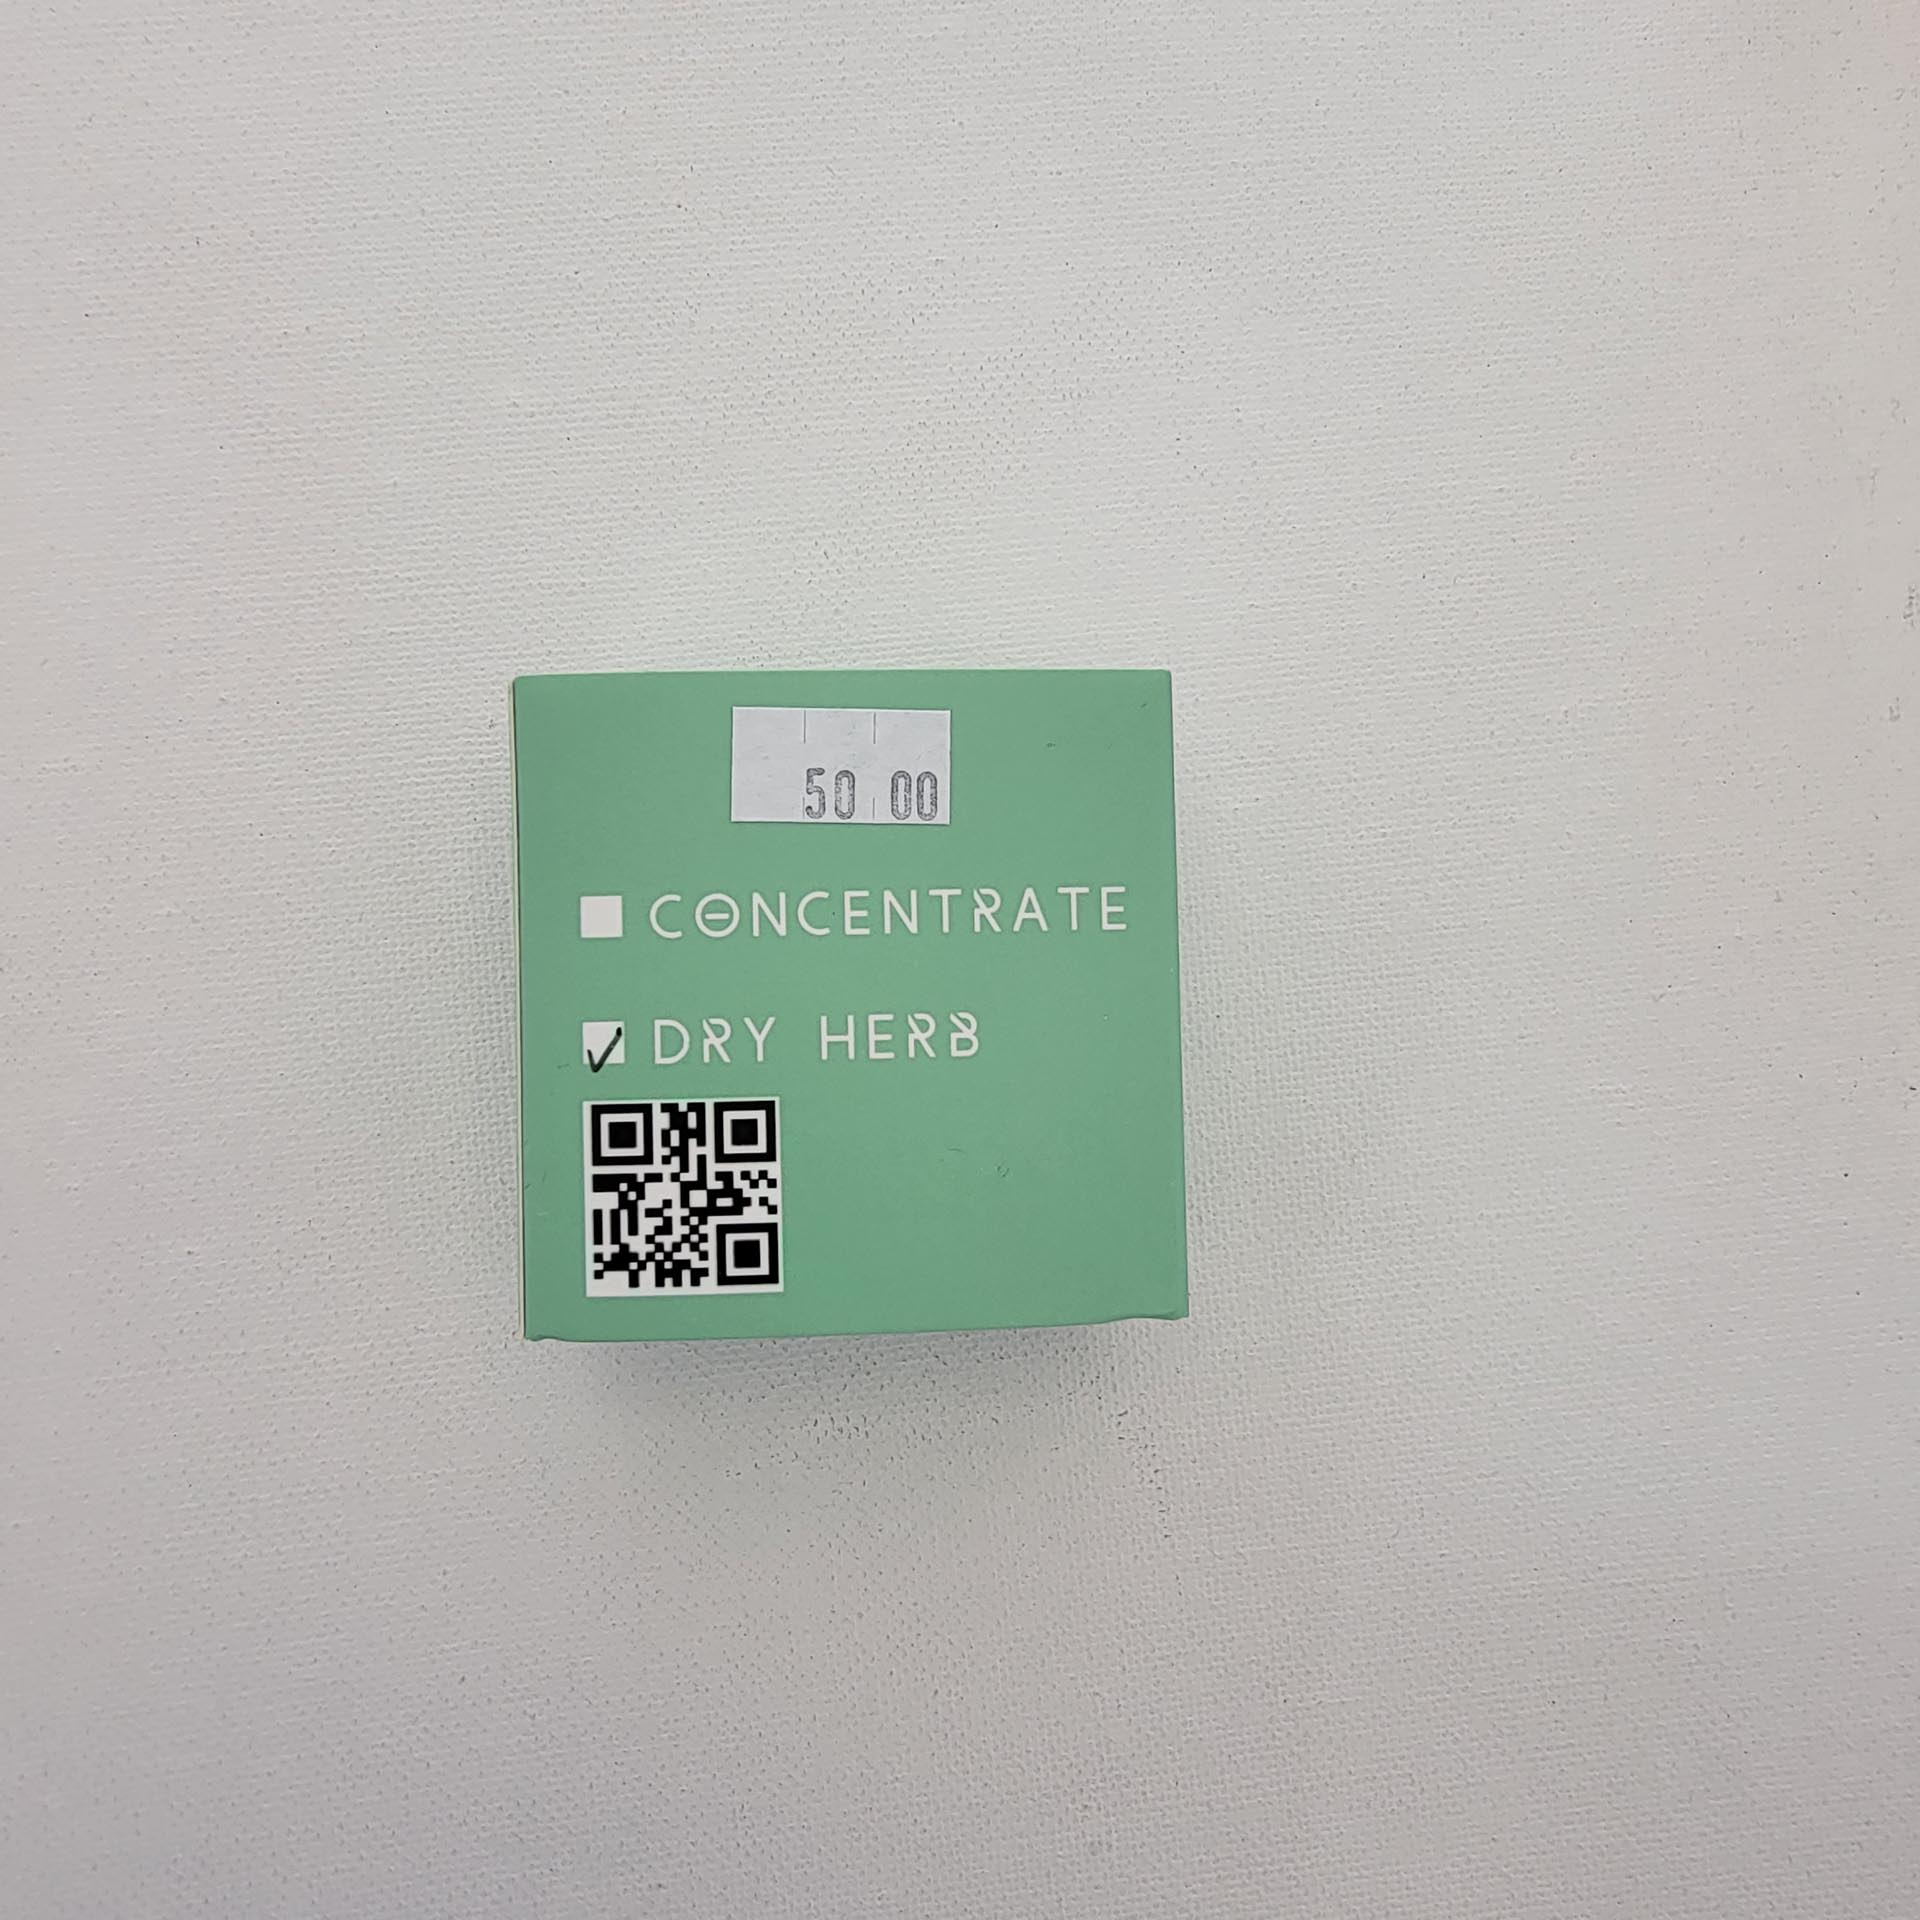 50 00
CONCENTRATE
DRY HERB